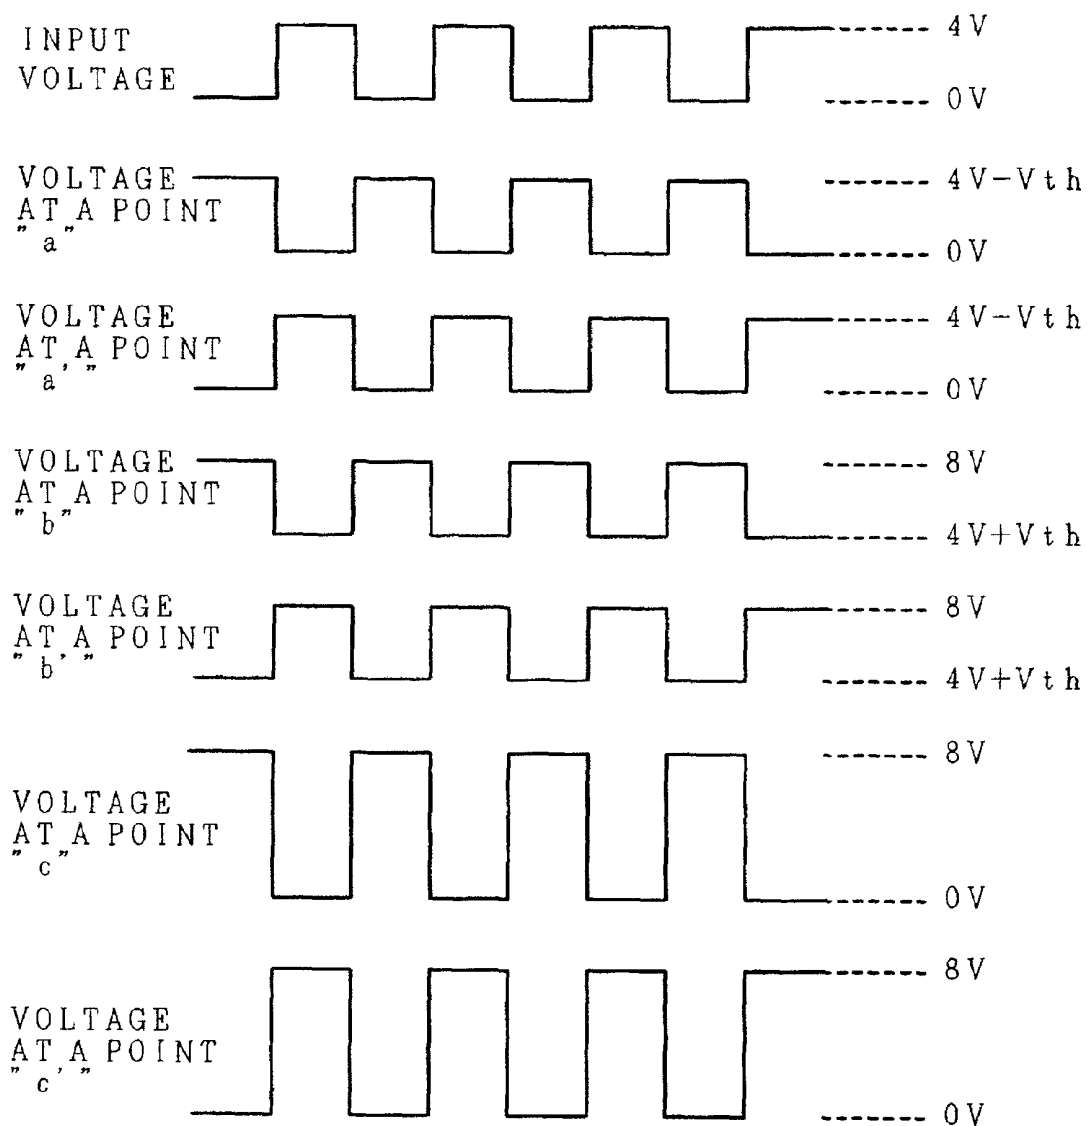 INPUT
VOLTAGE
4V
0V
VOLTAGE
AT A POINT
"a"
4V-Vth
0V
VOLTAGE
AT A POINT
"a'"
4V-Vth
0V
VOLTAGE
AT A POINT
"b"
8V
4V+Vth
VOLTAGE
AT A POINT
"b'"
8V
4V+Vth
VOLTAGE
AT A POINT
"c"
8V
0V
VOLTAGE
AT A POINT
"c'"
8V
0V